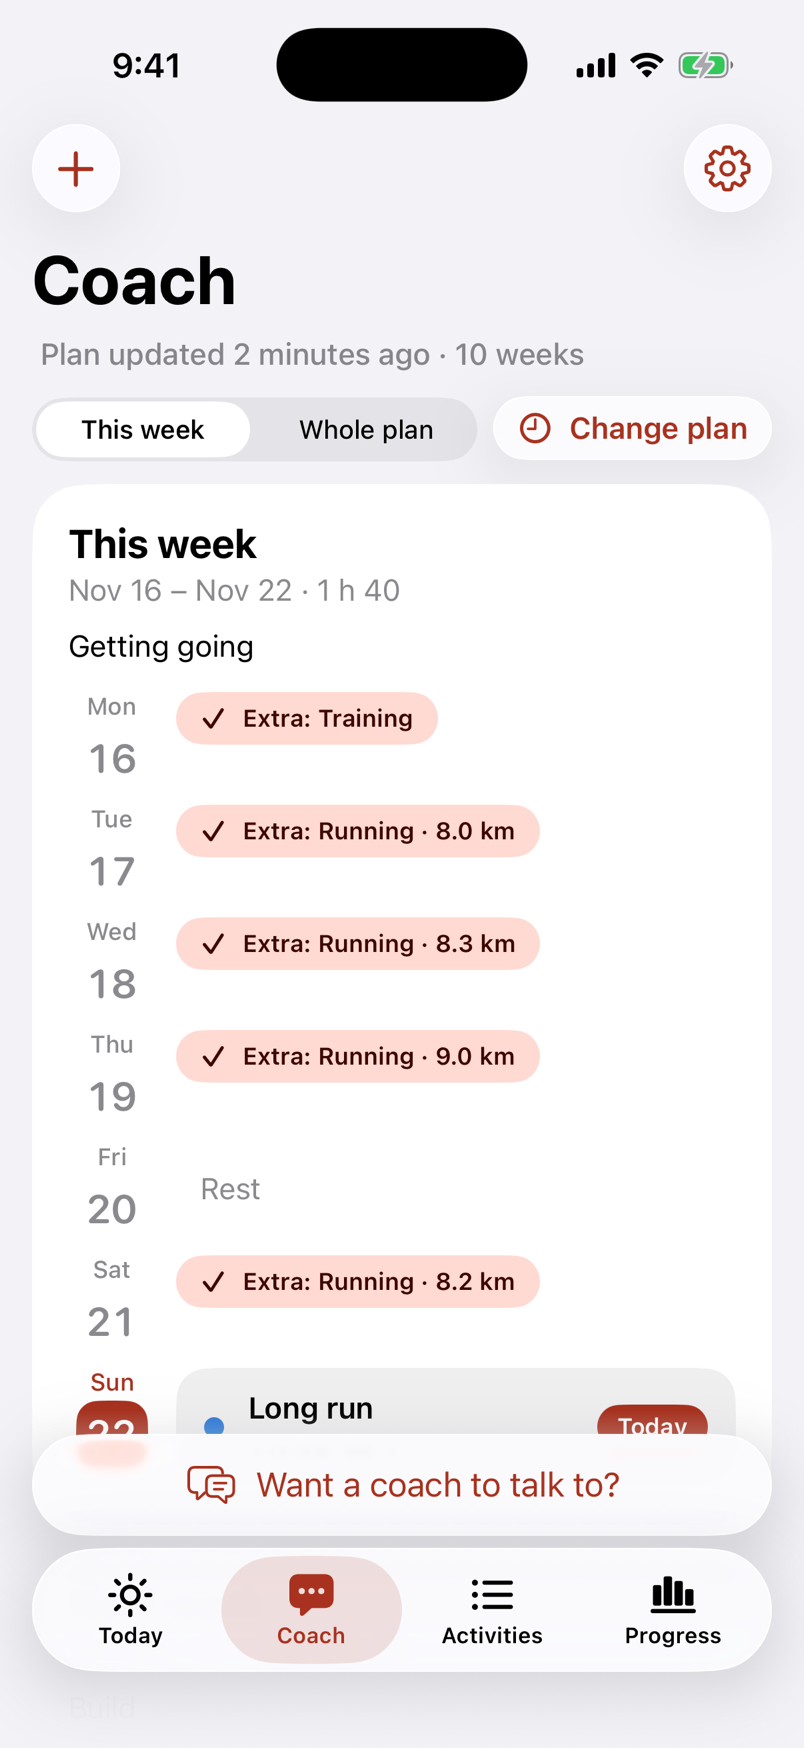 9:41
Coach
Plan updated 2 minutes ago · 10 weeks
This week
Whole plan
Change plan
This week
Nov 16 – Nov 22 · 1 h 40
Getting going
Mon
16
Extra: Training
Tue
17
Extra: Running · 8.0 km
Wed
18
Extra: Running · 8.3 km
Thu
19
Extra: Running · 9.0 km
Fri
20
Rest
Sat
21
Extra: Running · 8.2 km
Sun
22
Long run
Today
Want a coach to talk to?
Today
Coach
Activities
Progress
Build